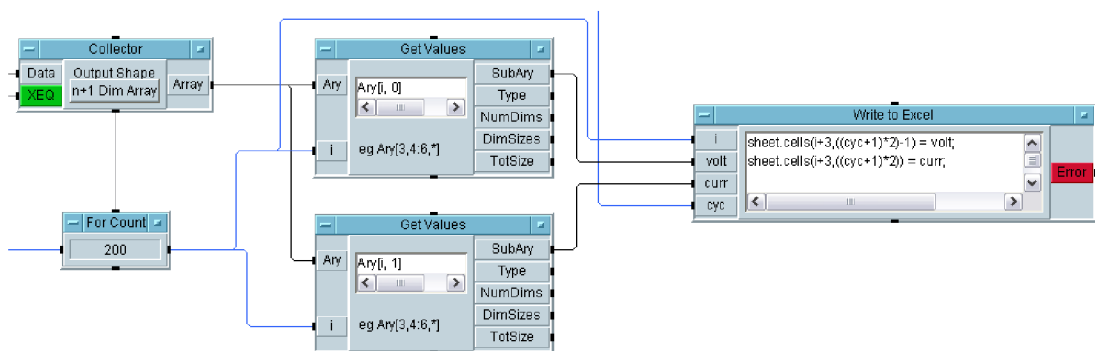 Collector
Data
XEQ
Output Shape
n+1 Dim Array
Array
For Count
200
Get Values
Ary
i
Ary[i, 0]
eg Ary[3,4:6,*]
SubAry
Type
NumDims
DimSizes
TotSize
Get Values
Ary
i
Ary[i, 1]
eg Ary[3,4:6,*]
SubAry
Type
NumDims
DimSizes
TotSize
Write to Excel
i
volt
curr
cyc
sheet.cells(i+3,((cyc+1)*2)-1) = volt;
sheet.cells(i+3,((cyc+1)*2)) = curr;
Error